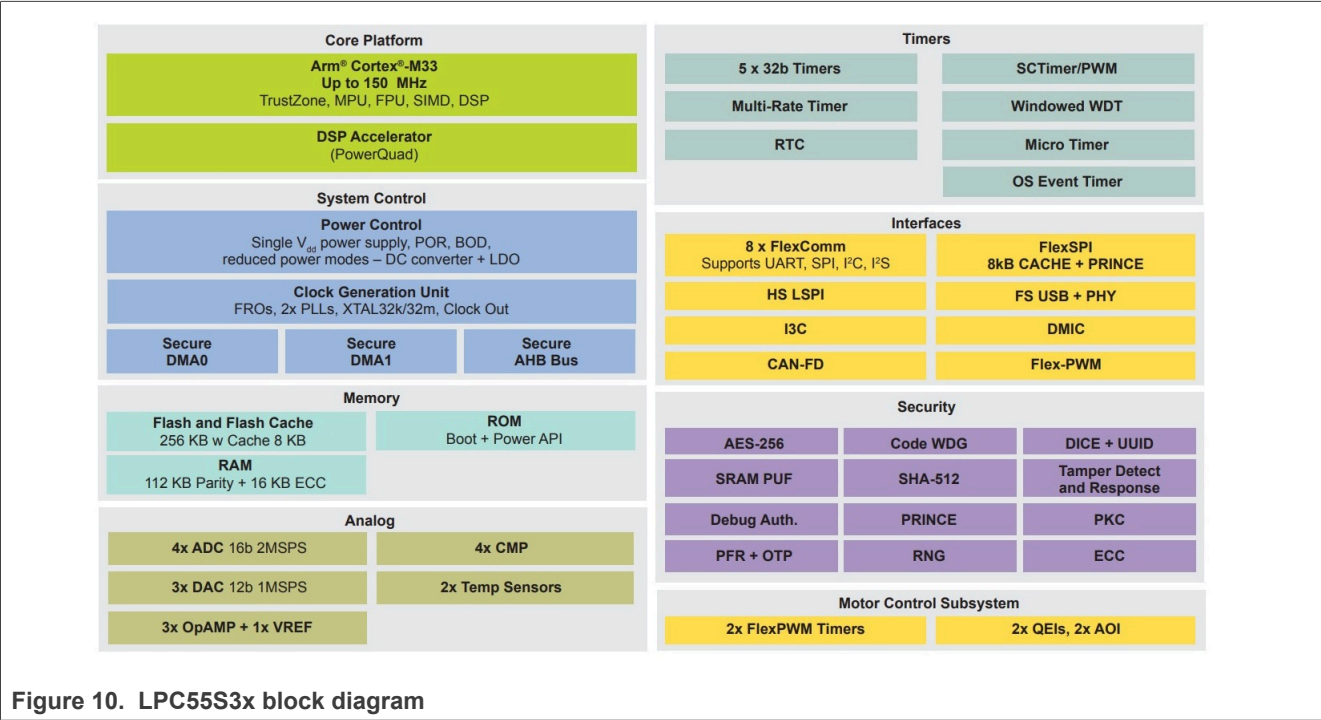 Core Platform
Arm® Cortex®-M33
Up to 150 MHz
TrustZone, MPU, FPU, SIMD, DSP
DSP Accelerator
(PowerQuad)
System Control
Power Control
Single Vdd power supply, POR, BOD,
reduced power modes – DC converter + LDO
Clock Generation Unit
FROs, 2x PLLs, XTAL32k/32m, Clock Out
Secure
DMA0
Secure
DMA1
Secure
AHB Bus
Memory
Flash and Flash Cache
256 KB w Cache 8 KB
ROM
Boot + Power API
RAM
112 KB Parity + 16 KB ECC
Analog
4x ADC 16b 2MSPS
4x CMP
3x DAC 12b 1MSPS
2x Temp Sensors
3x OpAMP + 1x VREF
Timers
5 x 32b Timers
SCTimer/PWM
Multi-Rate Timer
Windowed WDT
RTC
Micro Timer
OS Event Timer
Interfaces
8 x FlexComm
Supports UART, SPI, I²C, I²S
FlexSPI
8kB CACHE + PRINCE
HS LSPI
FS USB + PHY
I3C
DMIC
CAN-FD
Flex-PWM
Security
AES-256
Code WDG
DICE + UUID
SRAM PUF
SHA-512
Tamper Detect
and Response
Debug Auth.
PRINCE
PKC
PFR + OTP
RNG
ECC
Motor Control Subsystem
2x FlexPWM Timers
2x QEIs, 2x AOI
Figure 10. LPC55S3x block diagram